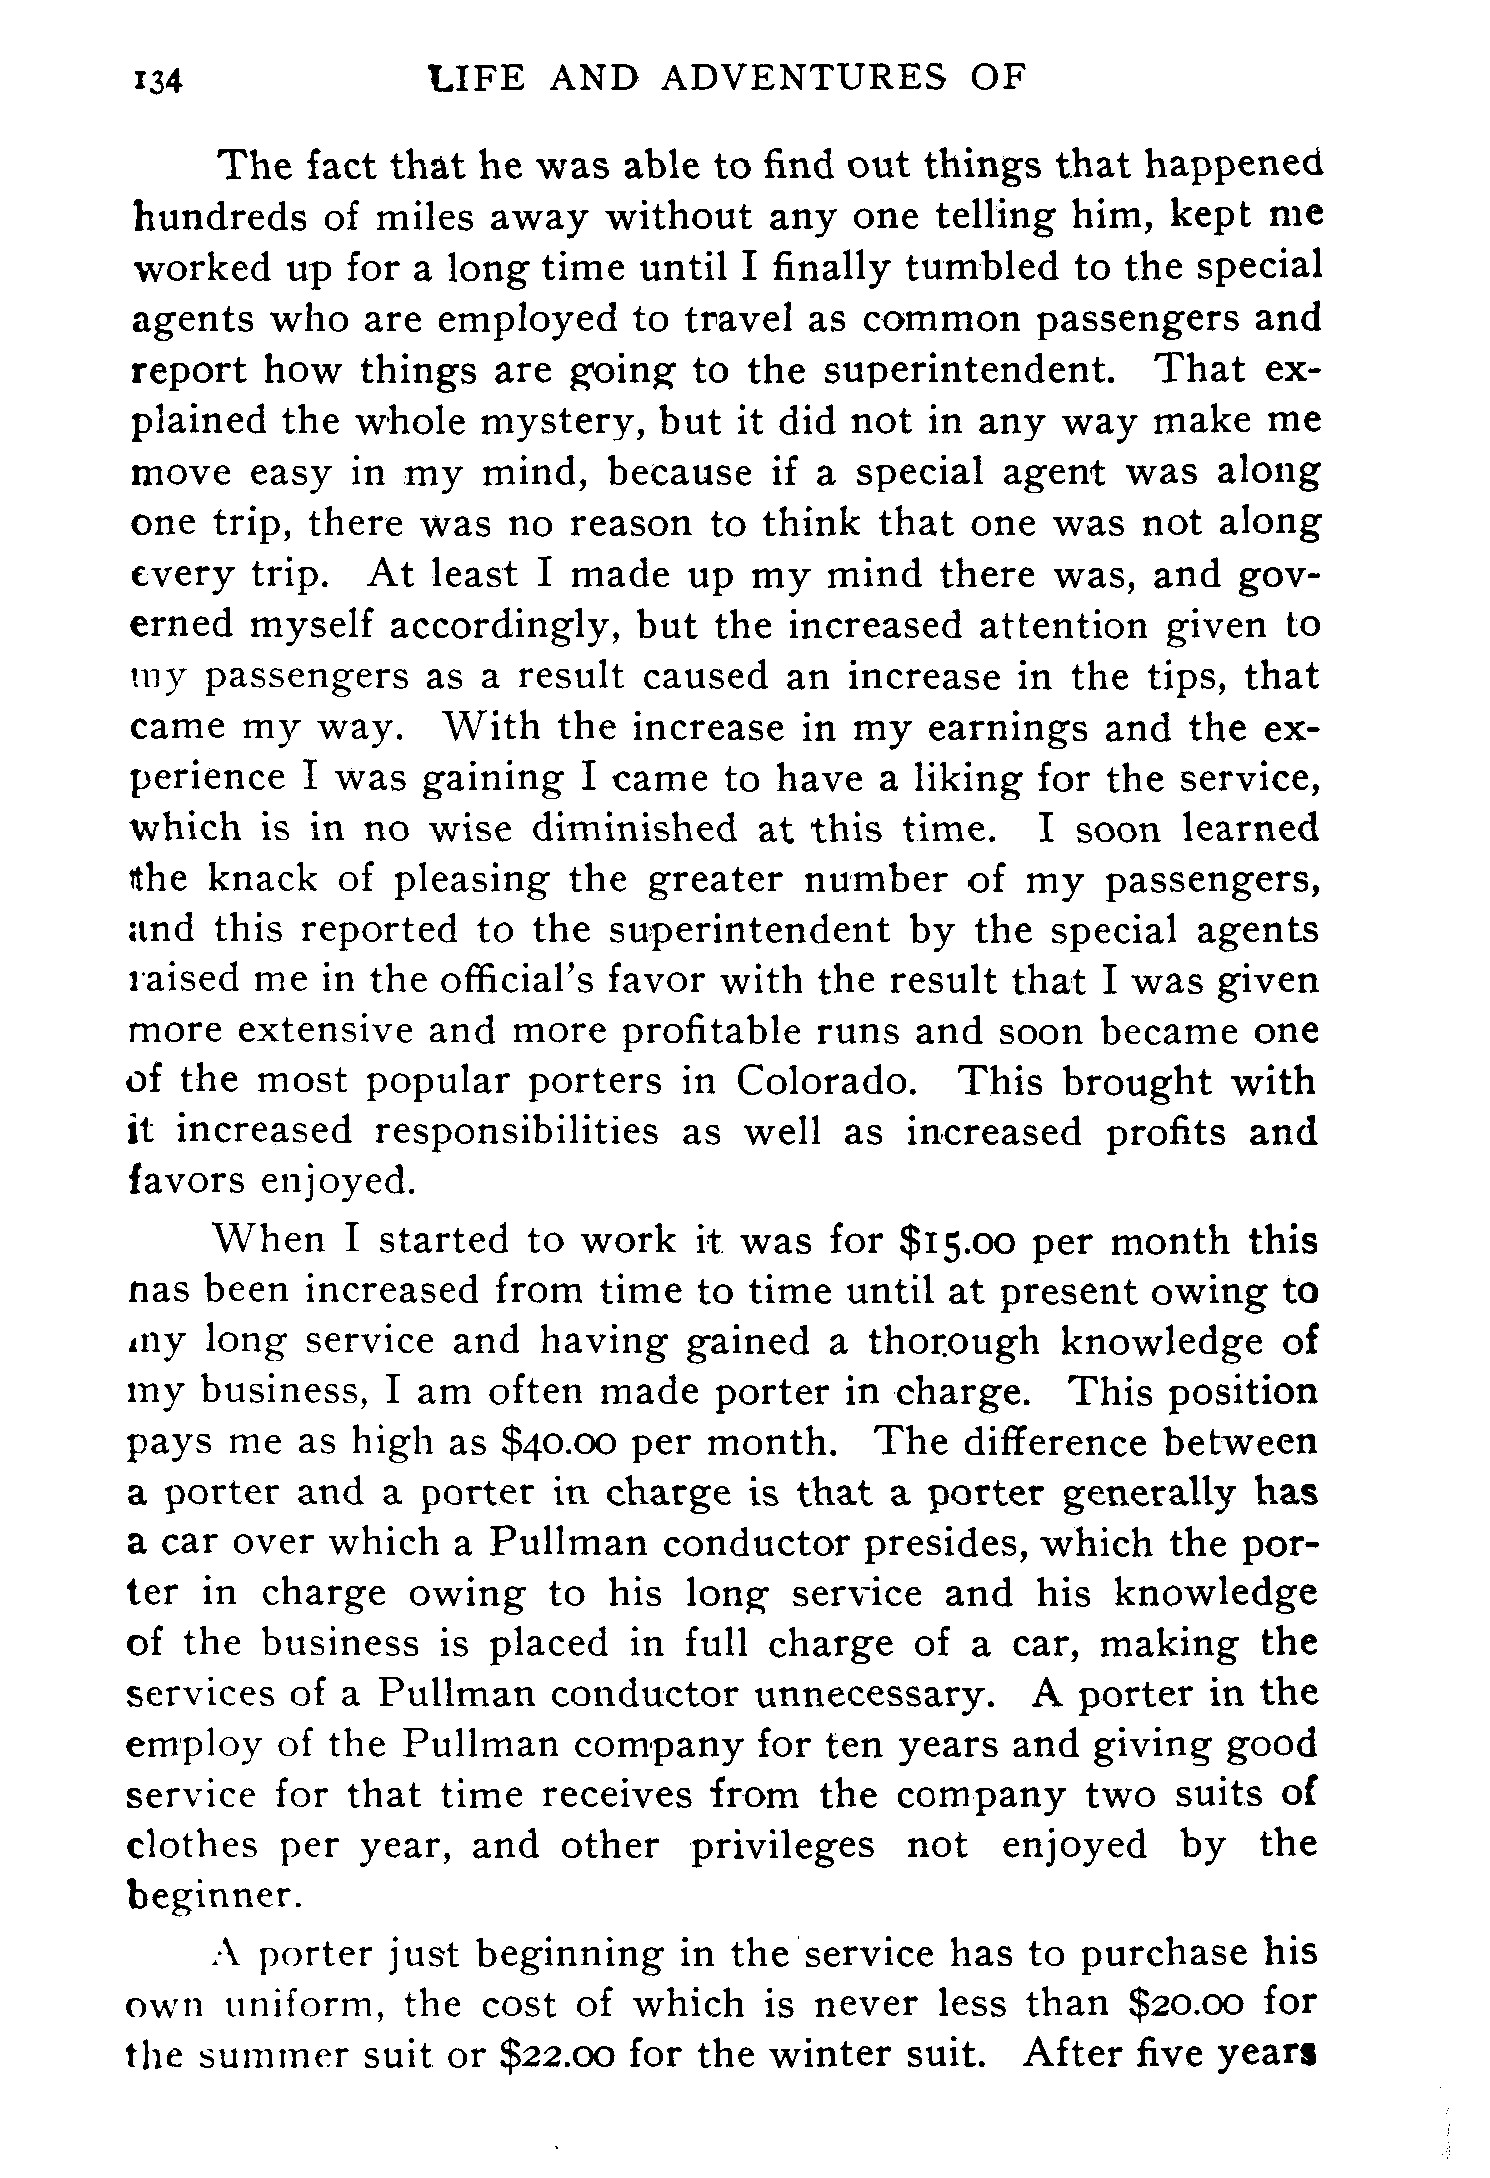 134 LIFE AND ADVENTURES OF
The fact that he was able to find out things that happened
hundreds of miles away without any one telling him, kept me
worked up for a long time until I finally tumbled to the special
agents who are employed to travel as common passengers and
report how things are going to the superintendent. That ex-
plained the whole mystery, but it did not in any way make me
move easy in my mind, because if a special agent was along
one trip, there was no reason to think that one was not along
every trip. At least I made up my mind there was, and gov-
erned myself accordingly, but the increased attention given to
my passengers as a result caused an increase in the tips, that
came my way. With the increase in my earnings and the ex-
perience I was gaining I came to have a liking for the service,
which is in no wise diminished at this time. I soon learned
the knack of pleasing the greater number of my passengers,
and this reported to the superintendent by the special agents
raised me in the official's favor with the result that I was given
more extensive and more profitable runs and soon became one
of the most popular porters in Colorado. This brought with
it increased responsibilities as well as increased profits and
favors enjoyed.
When I started to work it was for $15.00 per month this
has been increased from time to time until at present owing to
my long service and having gained a thorough knowledge of
my business, I am often made porter in charge. This position
pays me as high as $40.00 per month. The difference between
a porter and a porter in charge is that a porter generally has
a car over which a Pullman conductor presides, which the por-
ter in charge owing to his long service and his knowledge
of the business is placed in full charge of a car, making the
services of a Pullman conductor unnecessary. A porter in the
employ of the Pullman company for ten years and giving good
service for that time receives from the company two suits of
clothes per year, and other privileges not enjoyed by the
beginner.
A porter just beginning in the service has to purchase his
own uniform, the cost of which is never less than $20.00 for
the summer suit or $22.00 for the winter suit. After five years